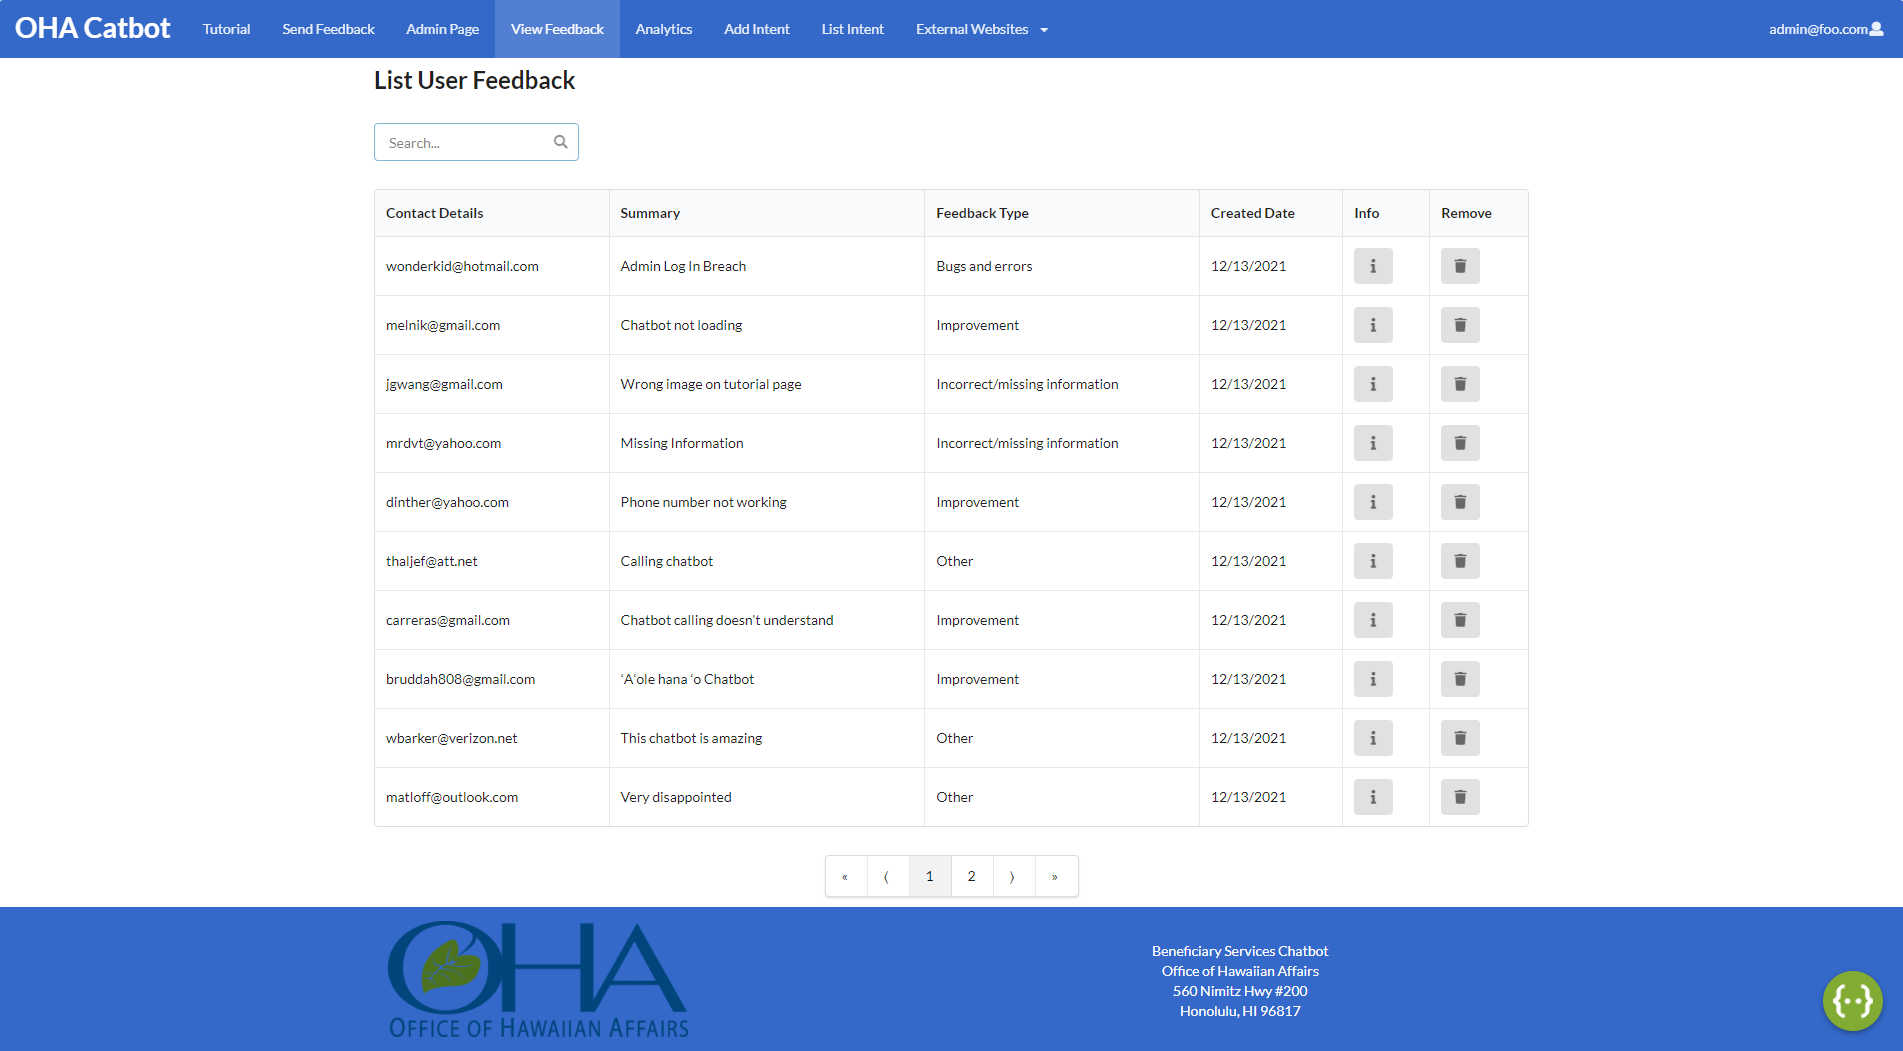 OHA Catbot Tutorial Send Feedback Admin Page View Feedback Analytics Add Intent List Intent External Websites admin@foo.com
List User Feedback
Search...
Contact Details Summary Feedback Type Created Date Info Remove
wonderkid@hotmail.com Admin Log In Breach Bugs and errors 12/13/2021
melnik@gmail.com Chatbot not loading Improvement 12/13/2021
jgwang@gmail.com Wrong image on tutorial page Incorrect/missing information 12/13/2021
mrdvt@yahoo.com Missing Information Incorrect/missing information 12/13/2021
dinther@yahoo.com Phone number not working Improvement 12/13/2021
thaljef@att.net Calling chatbot Other 12/13/2021
carreras@gmail.com Chatbot calling doesn't understand Improvement 12/13/2021
bruddah808@gmail.com ʻAʻole hana ʻo Chatbot Improvement 12/13/2021
wbarker@verizon.net This chatbot is amazing Other 12/13/2021
matloff@outlook.com Very disappointed Other 12/13/2021
« ⟨ 1 2 ⟩ »
OHA
OFFICE OF HAWAIIAN AFFAIRS
Beneficiary Services Chatbot
Office of Hawaiian Affairs
560 Nimitz Hwy #200
Honolulu, HI 96817